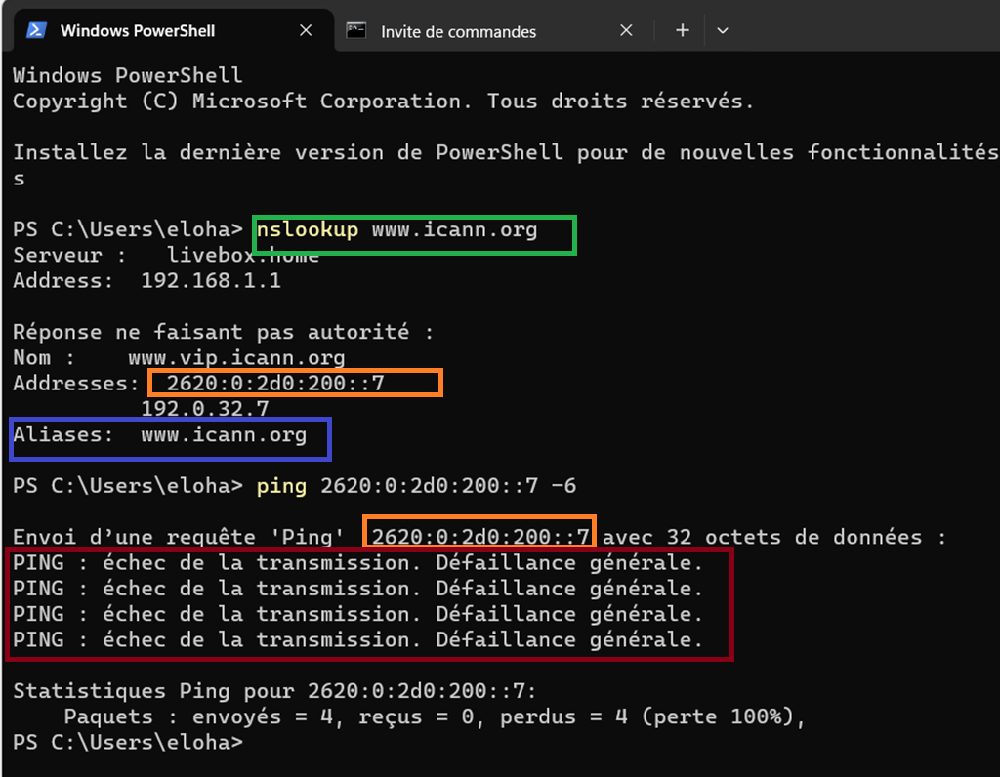 Windows PowerShell
Invite de commandes
Windows PowerShell
Copyright (C) Microsoft Corporation. Tous droits réservés.
Installez la dernière version de PowerShell pour de nouvelles fonctionnalités
s
PS C:\Users\eloha> nslookup www.icann.org
Serveur :   livebox.home
Address:  192.168.1.1
Réponse ne faisant pas autorité :
Nom :    www.vip.icann.org
Addresses:  2620:0:2d0:200::7
192.0.32.7
Aliases:  www.icann.org
PS C:\Users\eloha> ping 2620:0:2d0:200::7 -6
Envoi d’une requête 'Ping'  2620:0:2d0:200::7 avec 32 octets de données :
PING : échec de la transmission. Défaillance générale.
PING : échec de la transmission. Défaillance générale.
PING : échec de la transmission. Défaillance générale.
PING : échec de la transmission. Défaillance générale.
Statistiques Ping pour 2620:0:2d0:200::7:
Paquets : envoyés = 4, reçus = 0, perdus = 4 (perte 100%),
PS C:\Users\eloha>